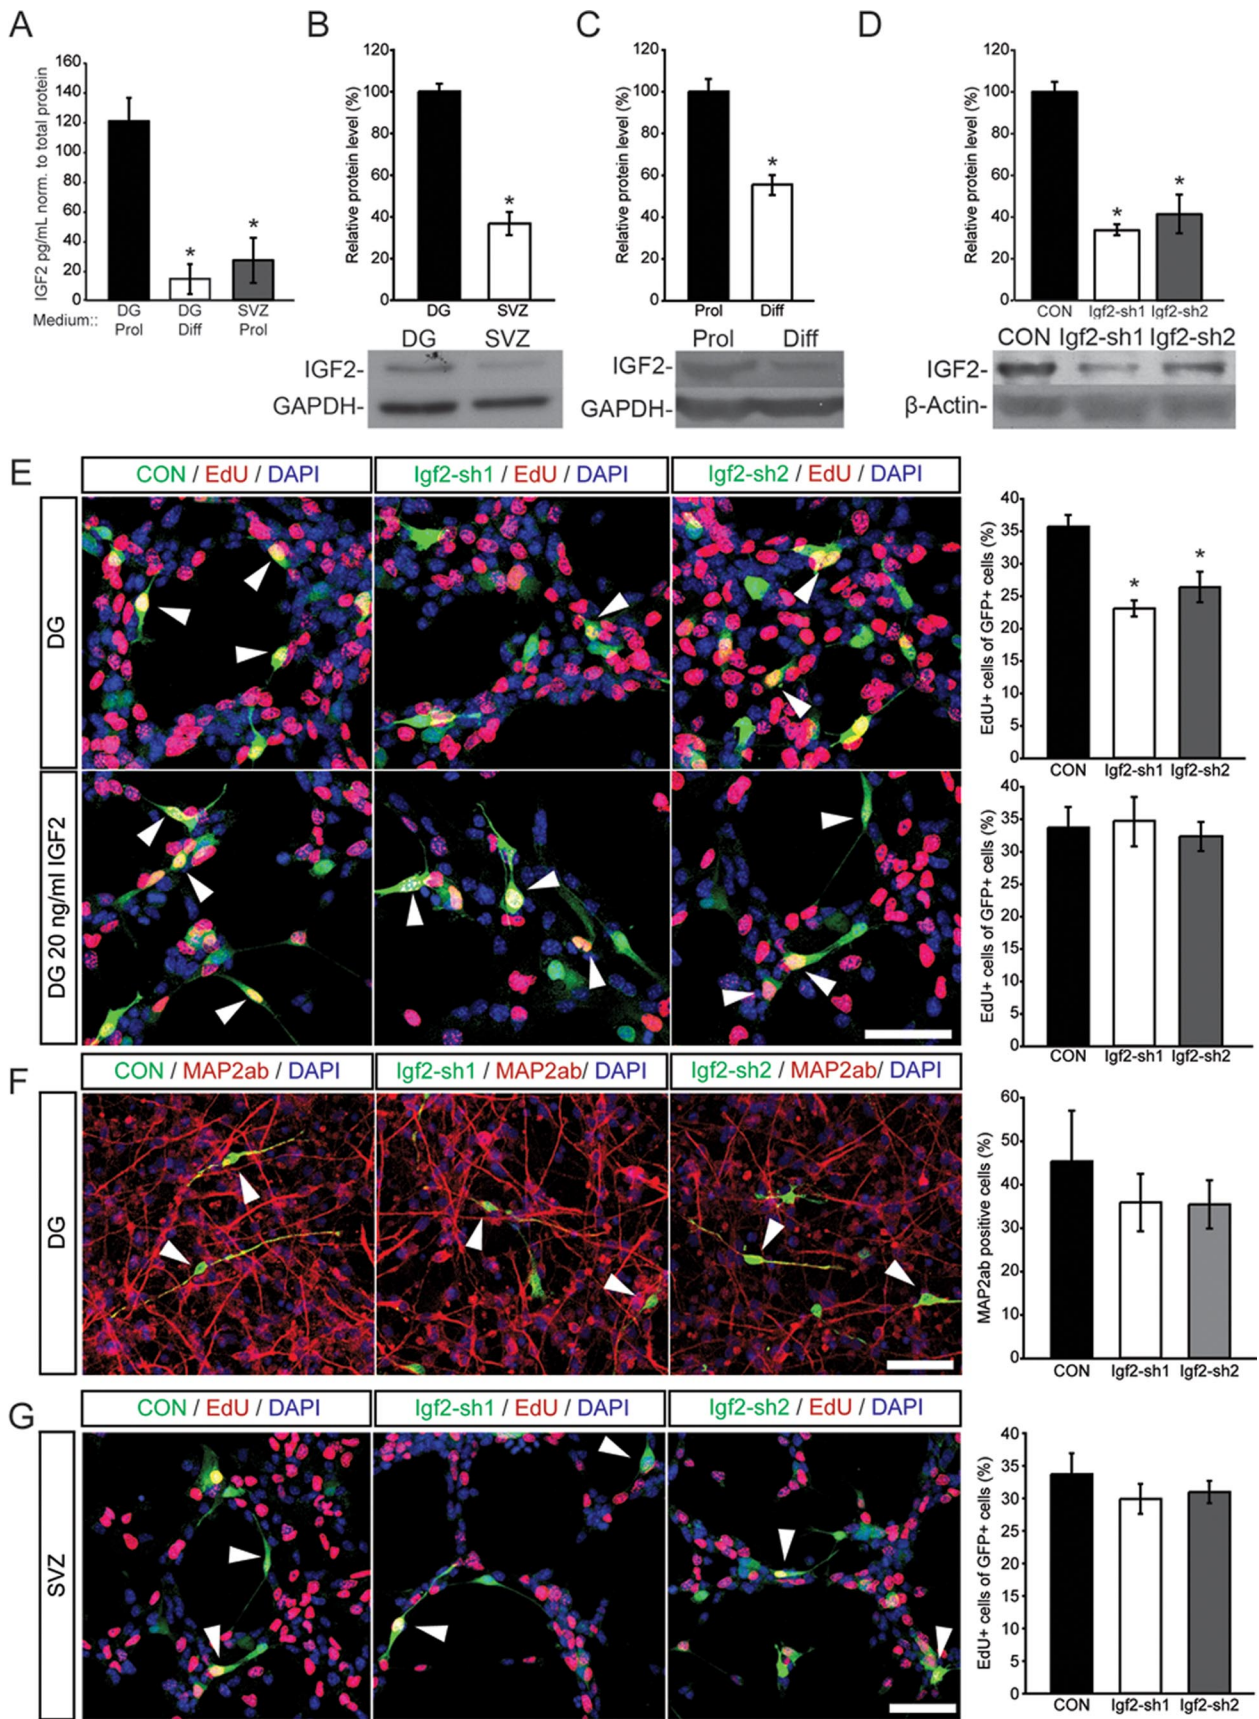 A
B
C
D
IGF2 pg/mL norm. to total protein
160
140
120
100
80
60
40
20
0
Medium::
DG Prol
DG Diff
SVZ Prol
*
*
Relative protein level (%)
120
100
80
60
40
20
0
*
DG
SVZ
DG SVZ
IGF2-
GAPDH-
Relative protein level (%)
120
100
80
60
40
20
0
*
Prol
Diff
Prol Diff
IGF2-
GAPDH-
Relative protein level (%)
120
100
80
60
40
20
0
*
*
CON
Igf2-sh1
Igf2-sh2
CON Igf2-sh1 Igf2-sh2
IGF2-
β-Actin-
E
CON / EdU / DAPI
Igf2-sh1 / EdU / DAPI
Igf2-sh2 / EdU / DAPI
DG
EdU+ cells of GFP+ cells (%)
40
35
30
25
20
15
10
5
0
*
*
CON
Igf2-sh1
Igf2-sh2
DG 20 ng/ml IGF2
EdU+ cells of GFP+ cells (%)
40
35
30
25
20
15
10
5
0
CON
Igf2-sh1
Igf2-sh2
F
CON / MAP2ab / DAPI
Igf2-sh1 / MAP2ab/ DAPI
Igf2-sh2 / MAP2ab/ DAPI
DG
MAP2ab positive cells (%)
60
50
40
30
20
10
0
CON
Igf2-sh1
Igf2-sh2
G
CON / EdU / DAPI
Igf2-sh1 / EdU / DAPI
Igf2-sh2 / EdU / DAPI
SVZ
EdU+ cells of GFP+ cells (%)
40
35
30
25
20
15
10
5
0
CON
Igf2-sh1
Igf2-sh2